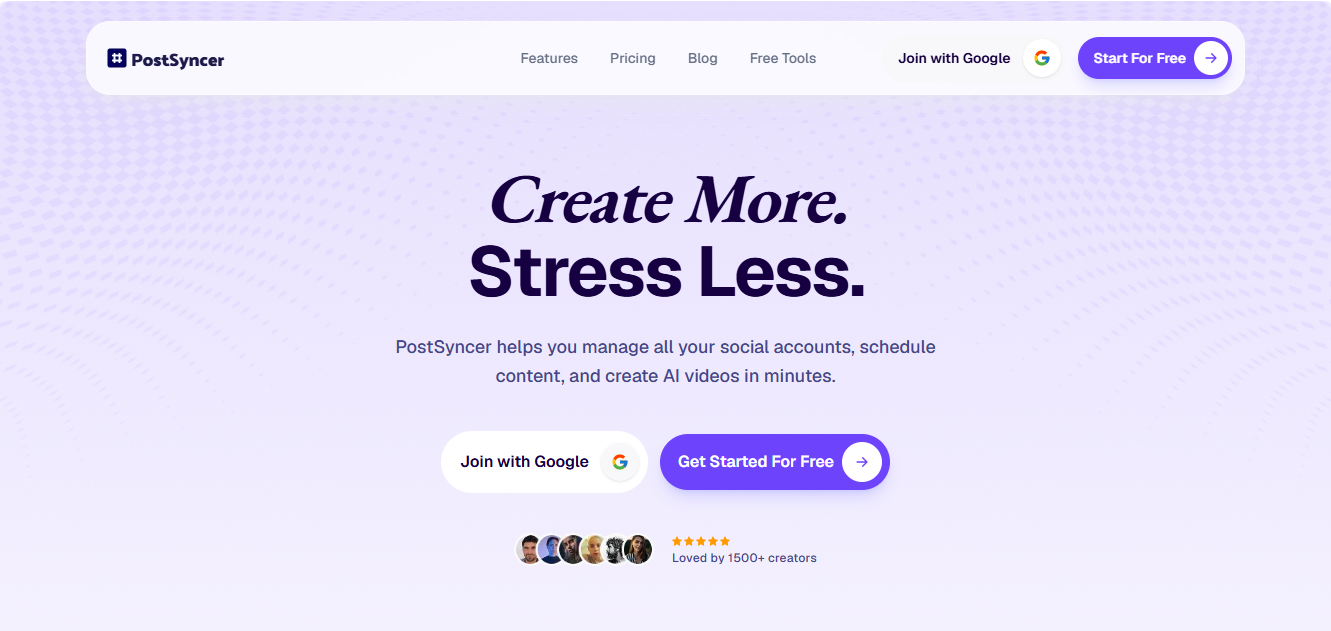 PostSyncer
Features
Pricing
Blog
Free Tools
Join with Google
Start For Free
Create More.
Stress Less.
PostSyncer helps you manage all your social accounts, schedule
content, and create AI videos in minutes.
Join with Google
Get Started For Free
Loved by 1500+ creators